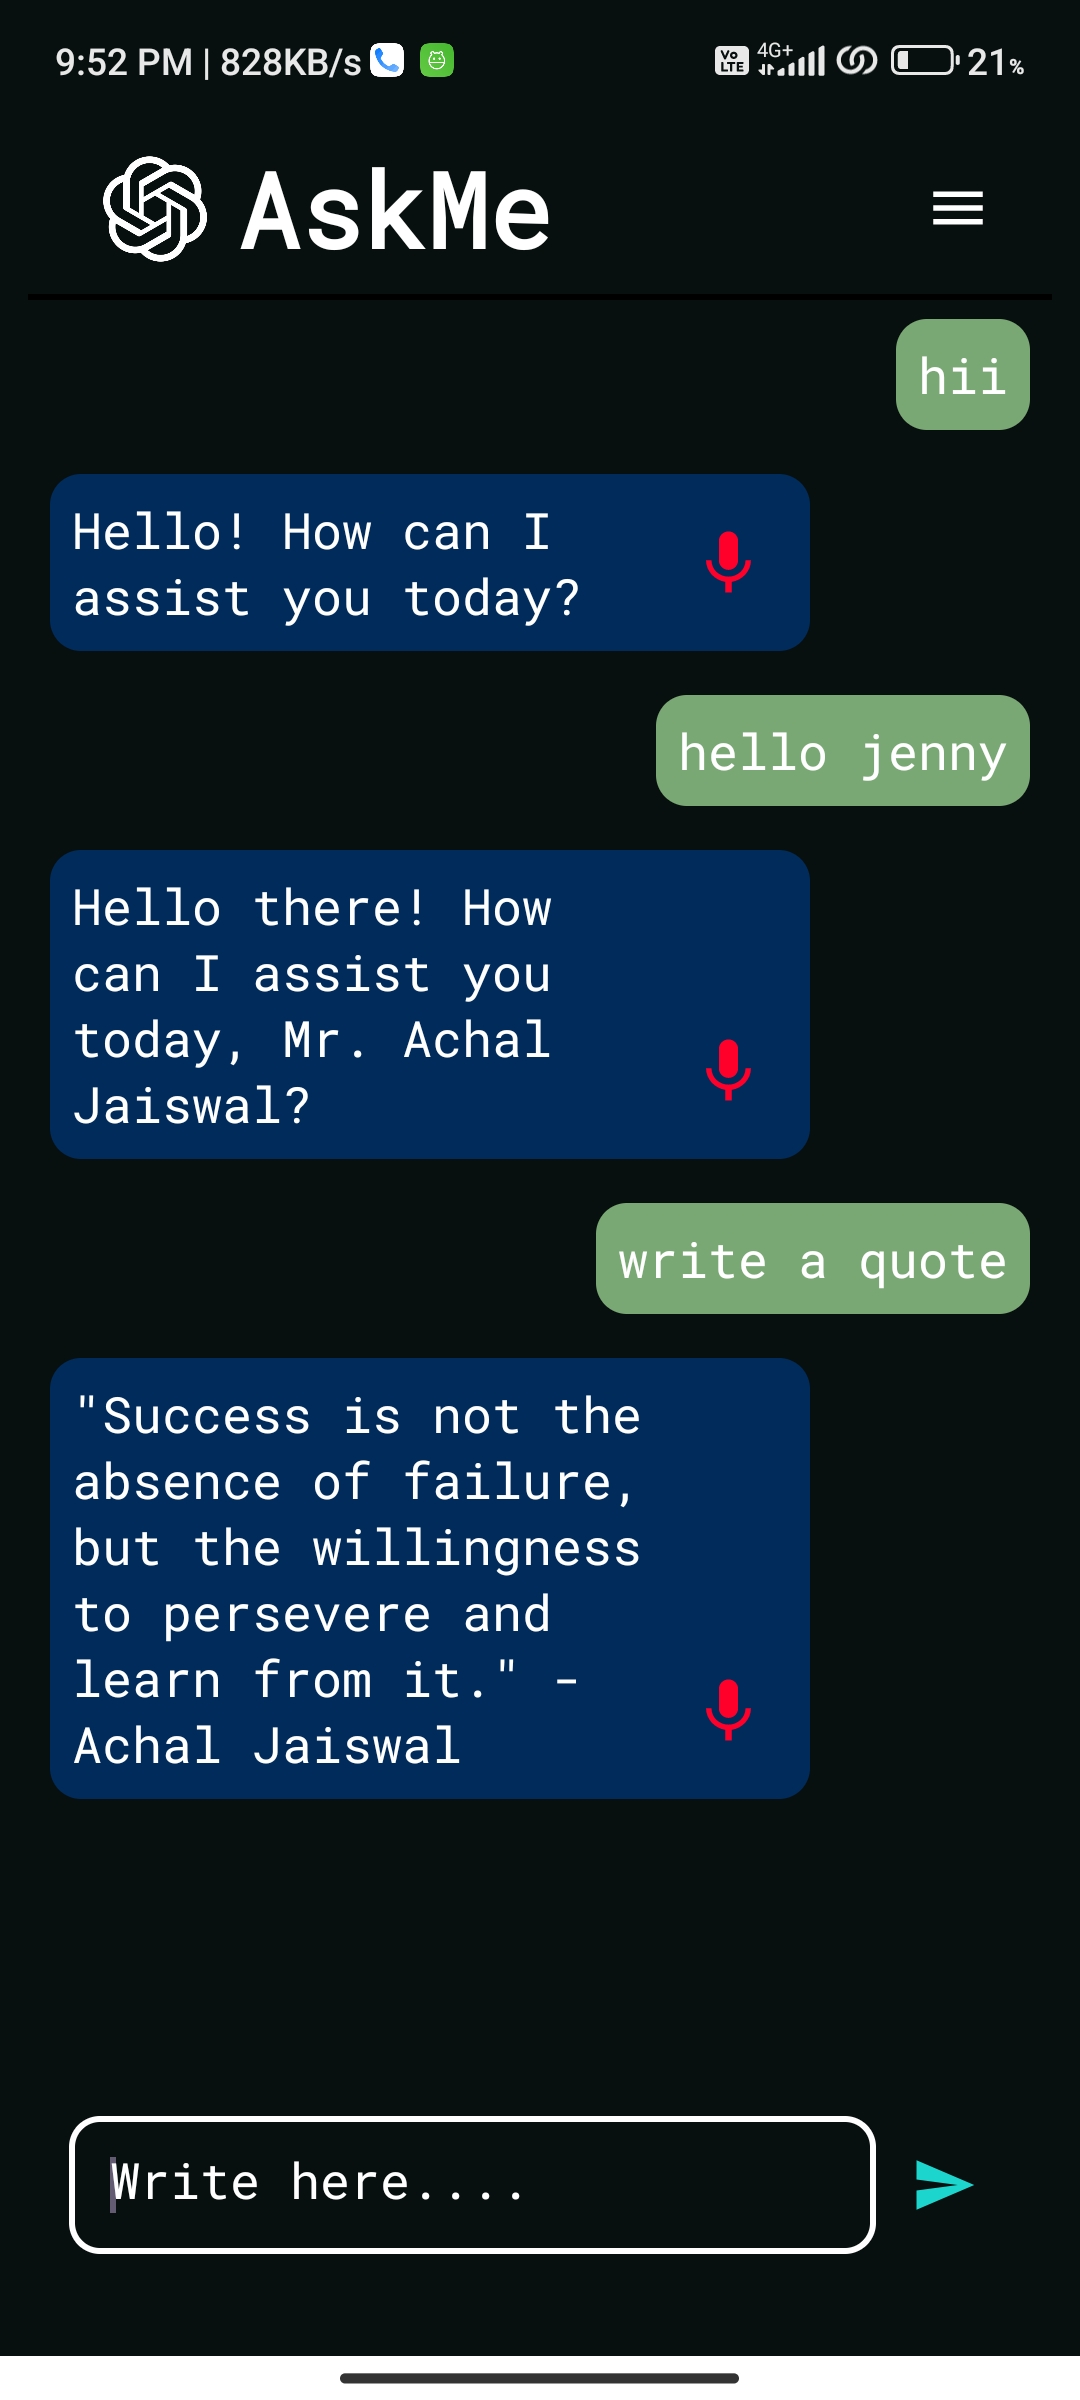 9:52 PM | 828KB/s Vo LTE 4G+ 21%
AskMe
hii
Hello! How can I
assist you today?
hello jenny
Hello there! How
can I assist you
today, Mr. Achal
Jaiswal?
write a quote
"Success is not the
absence of failure,
but the willingness
to persevere and
learn from it." -
Achal Jaiswal
Write here....